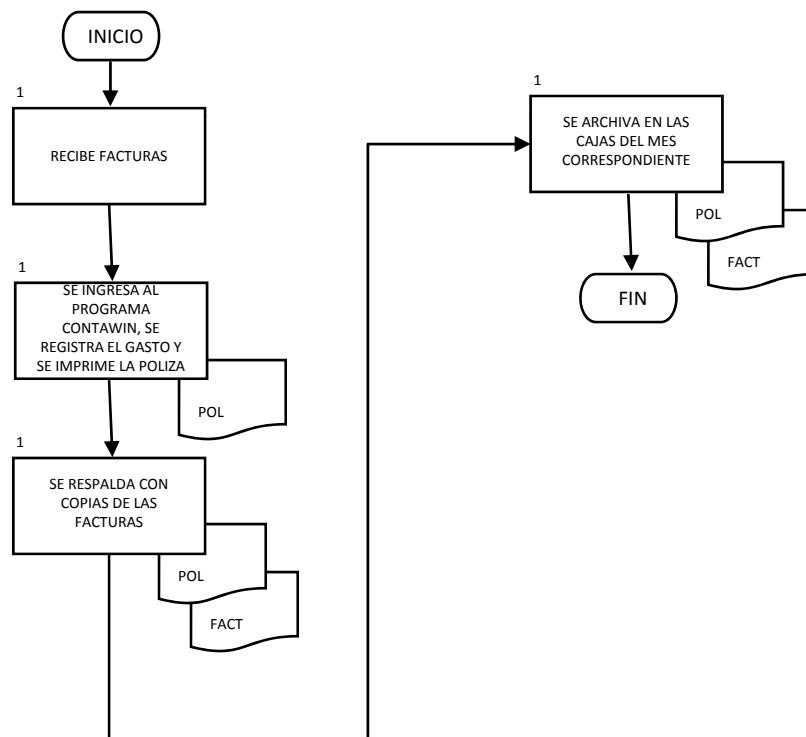 INICIO
1
RECIBE FACTURAS
1
SE INGRESA AL
PROGRAMA
CONTAWIN, SE
REGISTRA EL GASTO Y
SE IMPRIME LA POLIZA
POL
1
SE RESPALDA CON
COPIAS DE LAS
FACTURAS
POL
FACT
1
SE ARCHIVA EN LAS
CAJAS DEL MES
CORRESPONDIENTE
POL
FACT
FIN